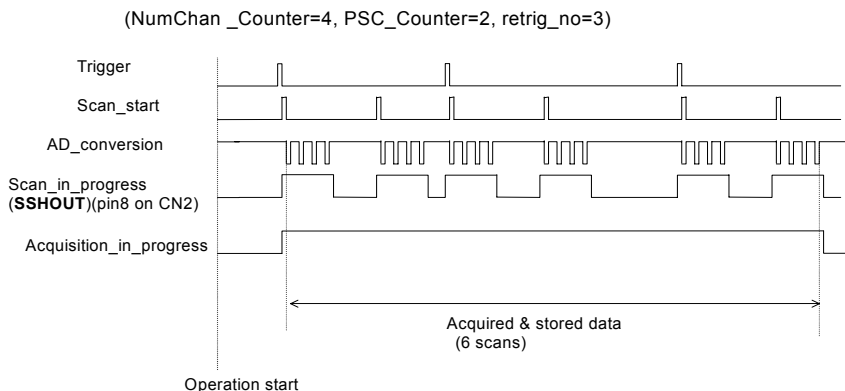 (NumChan _Counter=4, PSC_Counter=2, retrig_no=3)
Trigger
Scan_start
AD_conversion
Scan_in_progress
(SSHOUT)(pin8 on CN2)
Acquisition_in_progress
Acquired & stored data
(6 scans)
Operation start